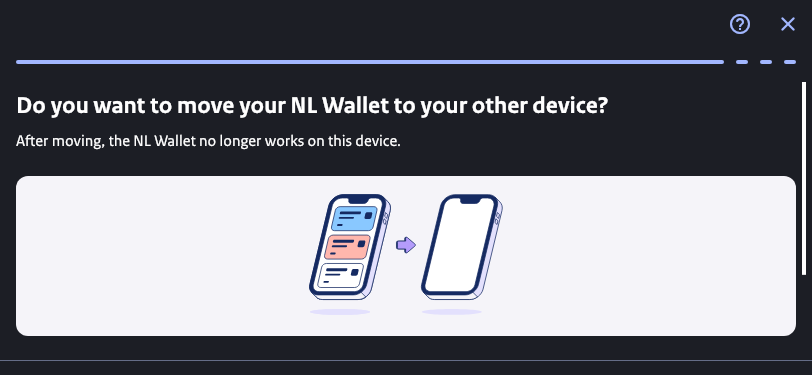 Do you want to move your NL Wallet to your other device?
After moving, the NL Wallet no longer works on this device.